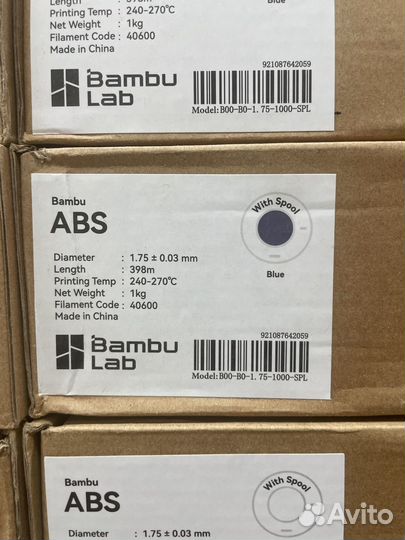 Length : 398m
Blue
Printing Temp : 240-270℃
Net Weight : 1kg
Filament Code : 40600
Made in China
921087642059
Bambu
Lab
Model:B00-B0-1.75-1000-SPL
Bambu
ABS
With Spool
Diameter : 1.75 ± 0.03 mm
Length : 398m
Printing Temp : 240-270℃
Net Weight : 1kg
Filament Code : 40600
Made in China
Blue
921087642059
Bambu
Lab
Model:B00-B0-1.75-1000-SPL
Bambu
ABS
With Spool
Diameter : 1.75 ± 0.03 mm
Avito